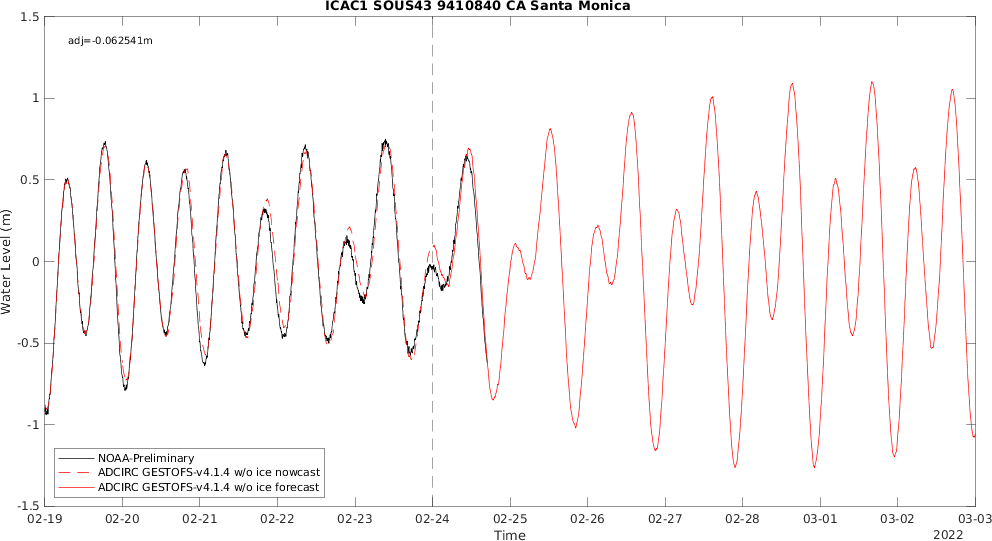 ICAC1 SOUS43 9410840 CA Santa Monica
adj=-0.062541m
1.5
1
0.5
0
-0.5
-1
-1.5
Water Level (m)
NOAA-Preliminary
ADCIRC GESTOFS-v4.1.4 w/o ice nowcast
ADCIRC GESTOFS-v4.1.4 w/o ice forecast
02-19 02-20 02-21 02-22 02-23 02-24 02-25 02-26 02-27 02-28 03-01 03-02 03-03
Time
2022